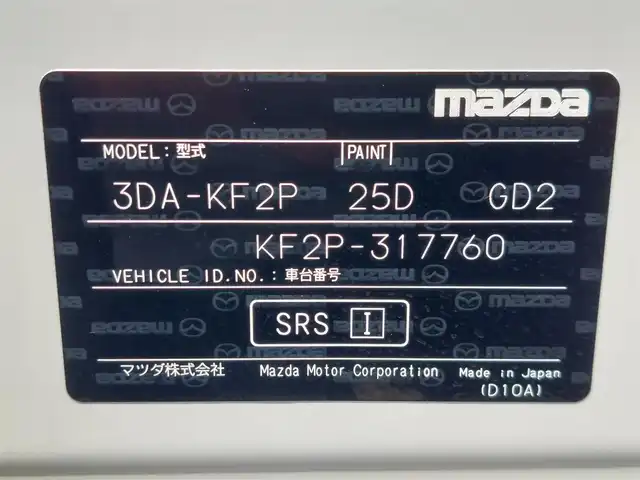 mazda
MODEL : 型式 PAINT
3DA-KF2P 25D GD2
KF2P-317760
VEHICLE ID.NO.: 車台番号
SRS I
マツダ株式会社 Mazda Motor Corporation Made in Japan
(D10A)